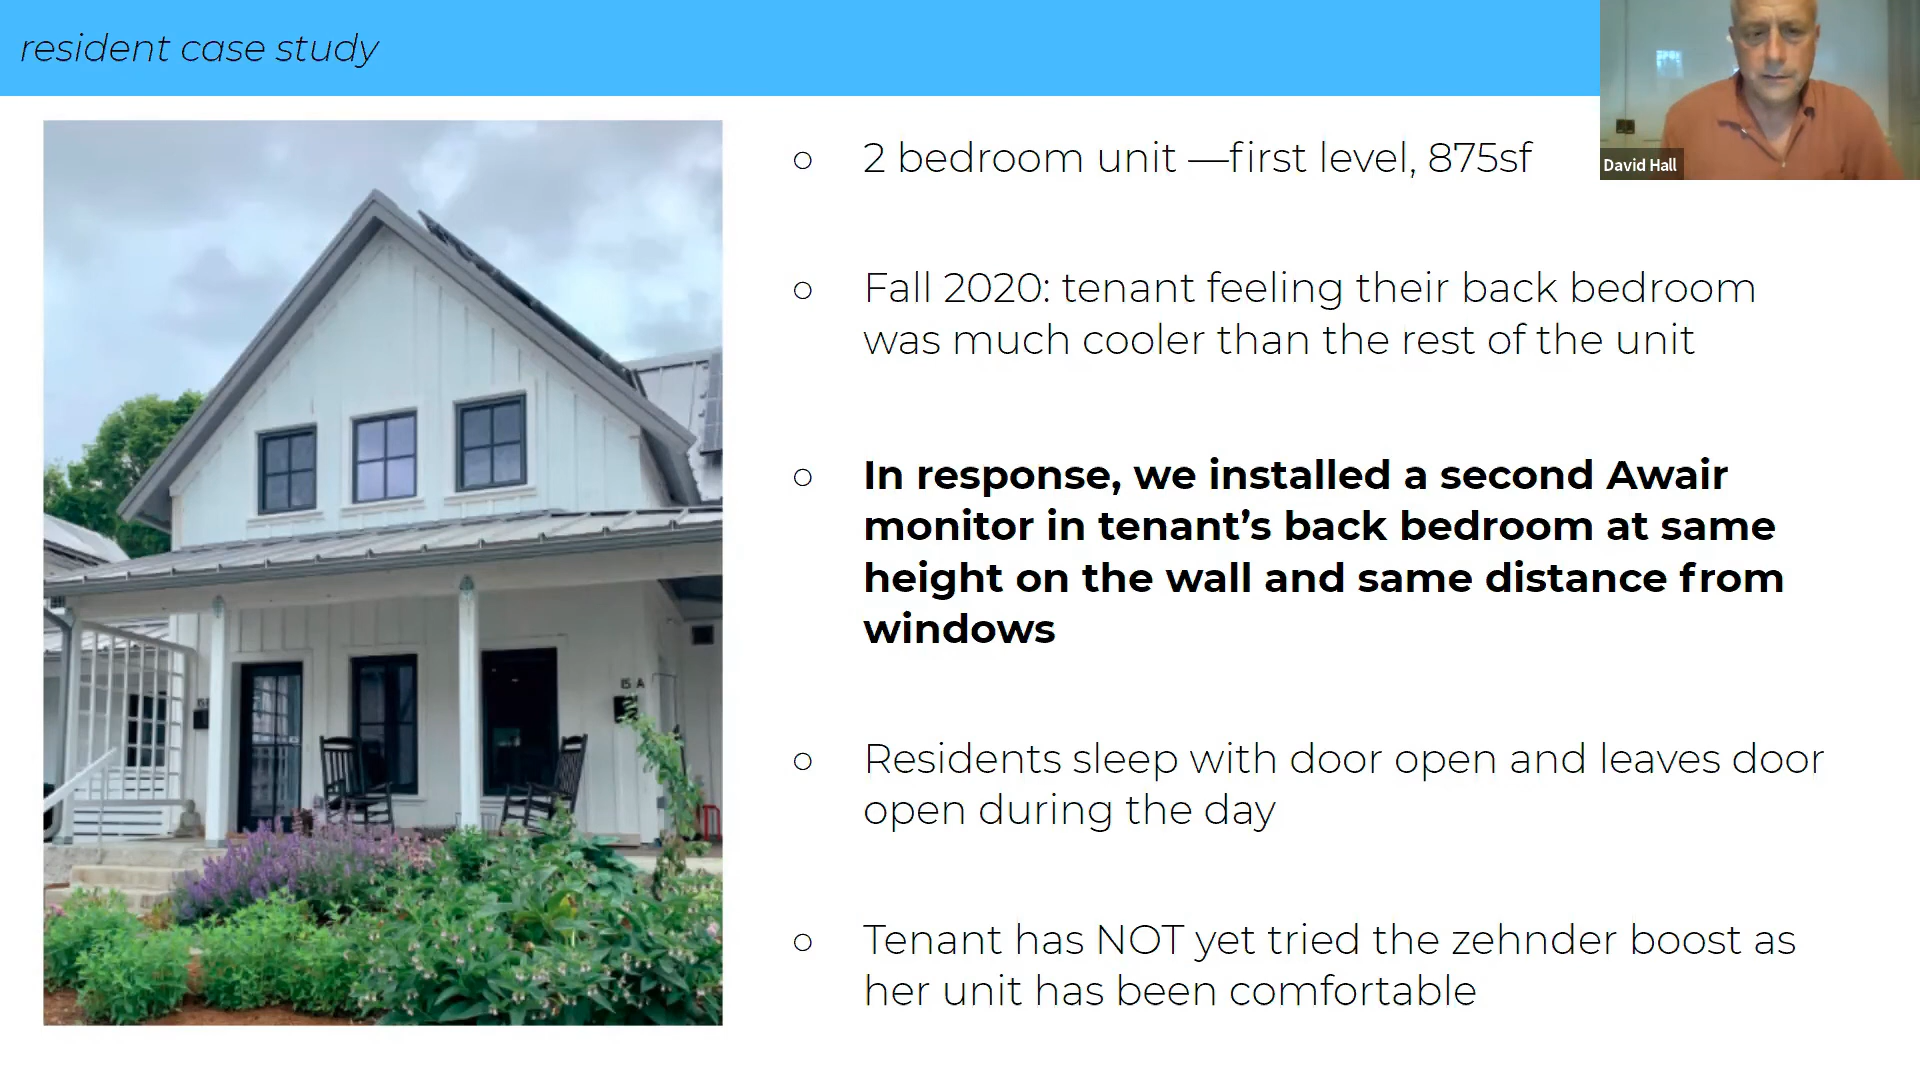 resident case study
David Hall
2 bedroom unit —first level, 875sf
Fall 2020: tenant feeling their back bedroom
was much cooler than the rest of the unit
In response, we installed a second Awair
monitor in tenant’s back bedroom at same
height on the wall and same distance from
windows
Residents sleep with door open and leaves door
open during the day
Tenant has NOT yet tried the zehnder boost as
her unit has been comfortable
15 A